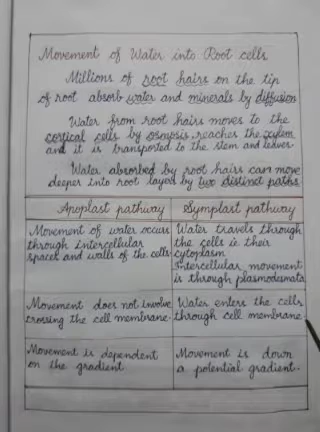 Movement of Water into Root cells
Millions of root hairs on the tip
of root absorb water and minerals by diffusion
Water from root hairs moves to the
cortical cells by osmosis, reaches the xylem
and it is transported to the stem and leaves
Water absorbed by root hairs can move
deeper into root layers by two distinct paths
Apoplast pathway
Movement of water occurs
through intercellular
spaces and walls of the cells.
Movement does not involve
crossing the cell membrane.
Movement is dependent
on the gradient
Symplast pathway
Water travels through
the cells ie their
cytoplasm
Intercellular movement
is through plasmodesmata
Water enters the cells
through cell membrane.
Movement is down
a potential gradient.